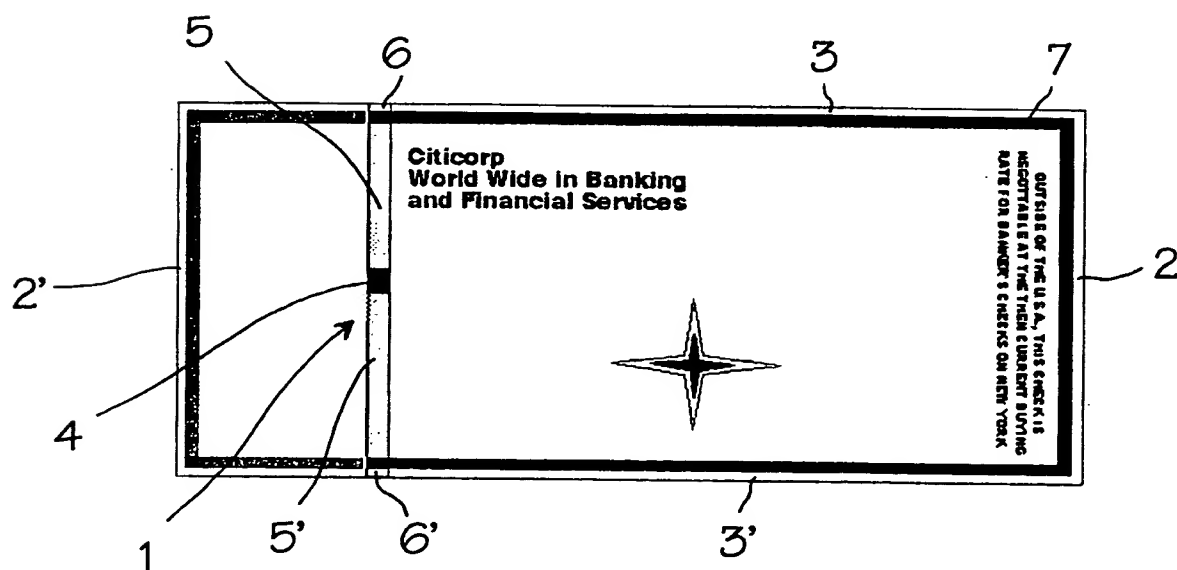 5
6
3
7
Citicorp
World Wide in Banking
and Financial Services
OUTSIDE OF THE U.S.A., THIS CHECK IS
NEGOTIABLE AT THE THEN CURRENT BUYING
RATE FOR BANKER'S CHECKS ON NEW YORK
2'
2
4
1
5'
6'
3'